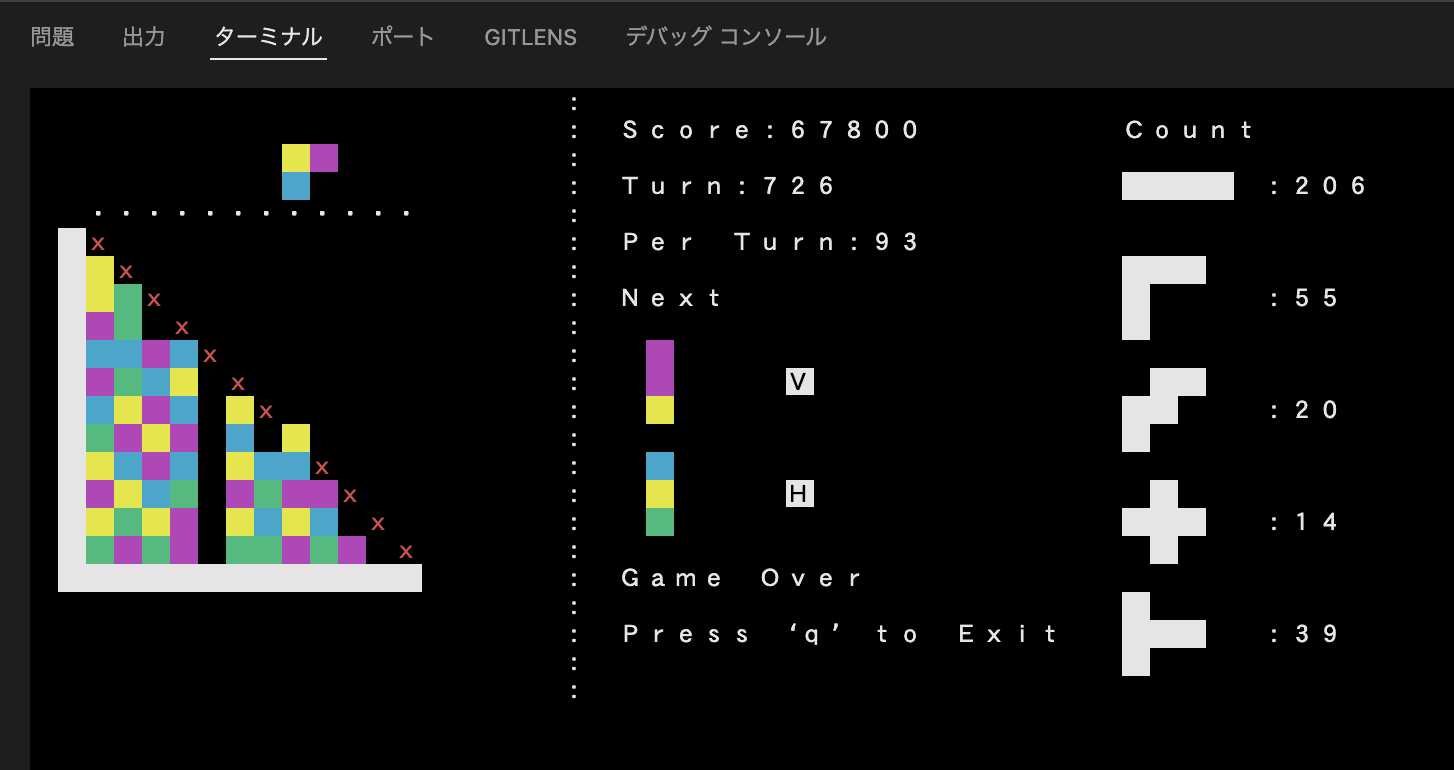 問題 出力 ターミナル ポート GITLENS デバッグ コンソール
Score:67800
Turn:726
Per Turn:93
Next
V
H
Game Over
Press ‘q’ to Exit
Count
:206
:55
:20
:14
:39
x
x
x
x
x
x
x
x
x
x
x